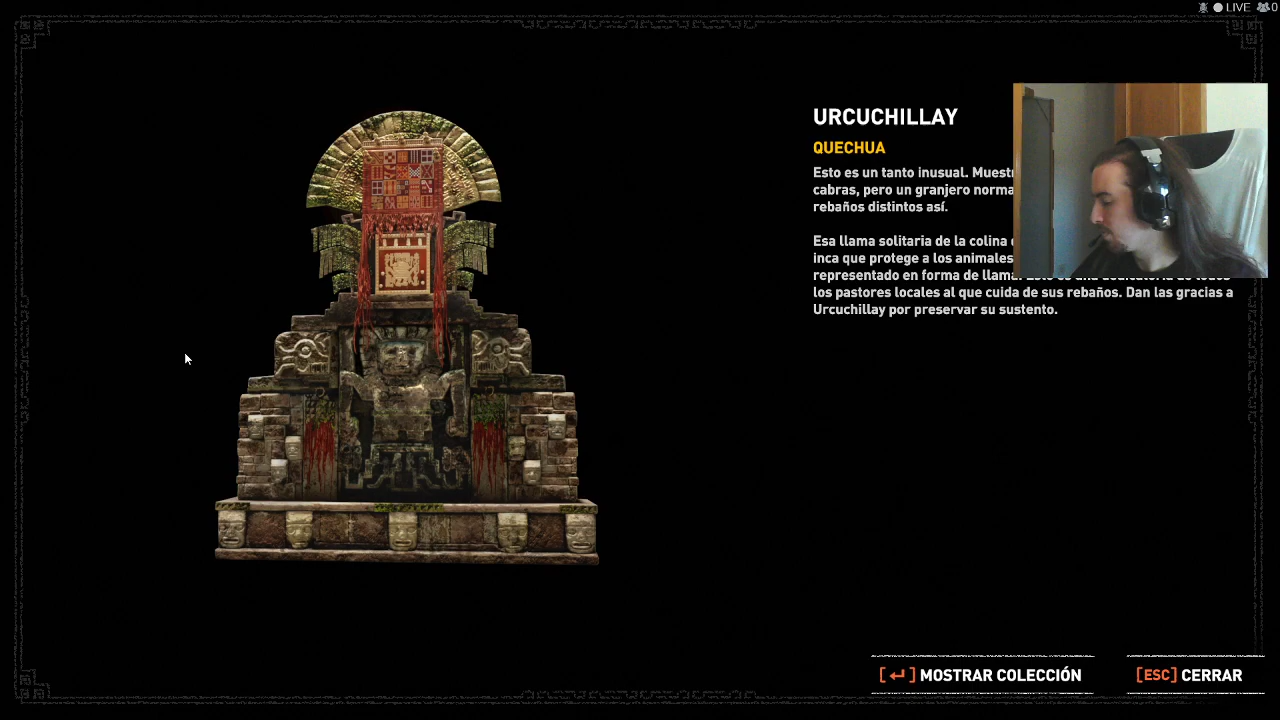 LIVE 0
URCUCHILLAY
QUECHUA
Esto es un tanto inusual.
cabras, pero un granjero
rebaños distintos así.
Esa llama solitaria de la colina
inca que protege a los animales
representado en forma de llama.
los pastores locales al que cuida de sus rebaños. Dan las gracias a
Urcuchillay por preservar su sustento.
[↵] MOSTRAR COLECCIÓN
[ESC] CERRAR